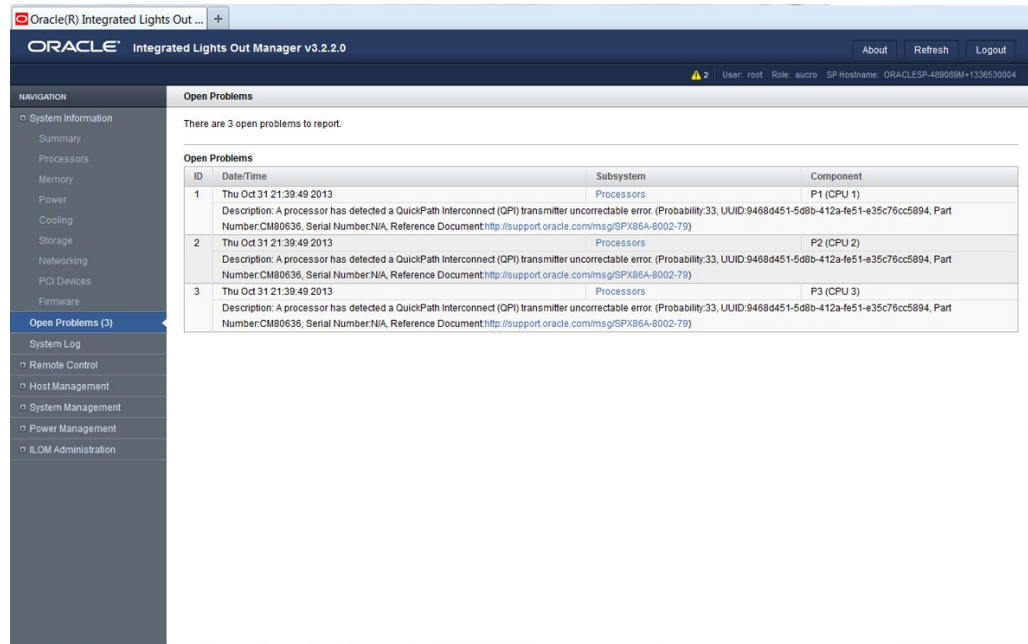 Oracle(R) Integrated Lights Out ... +
ORACLE® Integrated Lights Out Manager v3.2.2.0
About Refresh Logout
2 User: root Role: aucro SP Hostname: ORACLESP-489089M+1336530004
NAVIGATION
System Information
Summary
Processors
Memory
Power
Cooling
Storage
Networking
PCI Devices
Firmware
Open Problems (3)
System Log
Remote Control
Host Management
System Management
Power Management
ILOM Administration
Open Problems
There are 3 open problems to report.
Open Problems
ID Date/Time Subsystem Component
1 Thu Oct 31 21:39:49 2013 Processors P1 (CPU 1)
Description: A processor has detected a QuickPath Interconnect (QPI) transmitter uncorrectable error. (Probability:33, UUID:9468d451-5d8b-412a-fe51-e35c76cc5894, Part
Number:CM80636, Serial Number:N/A, Reference Document:http://support.oracle.com/msg/SPX86A-8002-79)
2 Thu Oct 31 21:39:49 2013 Processors P2 (CPU 2)
Description: A processor has detected a QuickPath Interconnect (QPI) transmitter uncorrectable error. (Probability:33, UUID:9468d451-5d8b-412a-fe51-e35c76cc5894, Part
Number:CM80636, Serial Number:N/A, Reference Document:http://support.oracle.com/msg/SPX86A-8002-79)
3 Thu Oct 31 21:39:49 2013 Processors P3 (CPU 3)
Description: A processor has detected a QuickPath Interconnect (QPI) transmitter uncorrectable error. (Probability:33, UUID:9468d451-5d8b-412a-fe51-e35c76cc5894, Part
Number:CM80636, Serial Number:N/A, Reference Document:http://support.oracle.com/msg/SPX86A-8002-79)